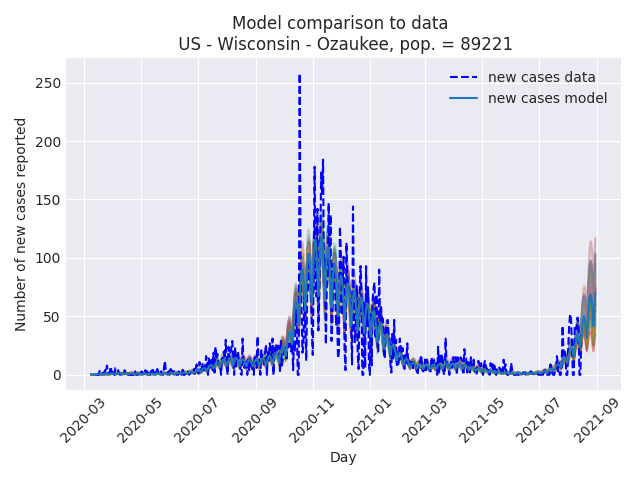 Model comparison to data
US - Wisconsin - Ozaukee, pop. = 89221
new cases data
new cases model
Number of new cases reported
250
200
150
100
50
0
2020-03
2020-05
2020-07
2020-09
2020-11
2021-01
2021-03
2021-05
2021-07
2021-09
Day